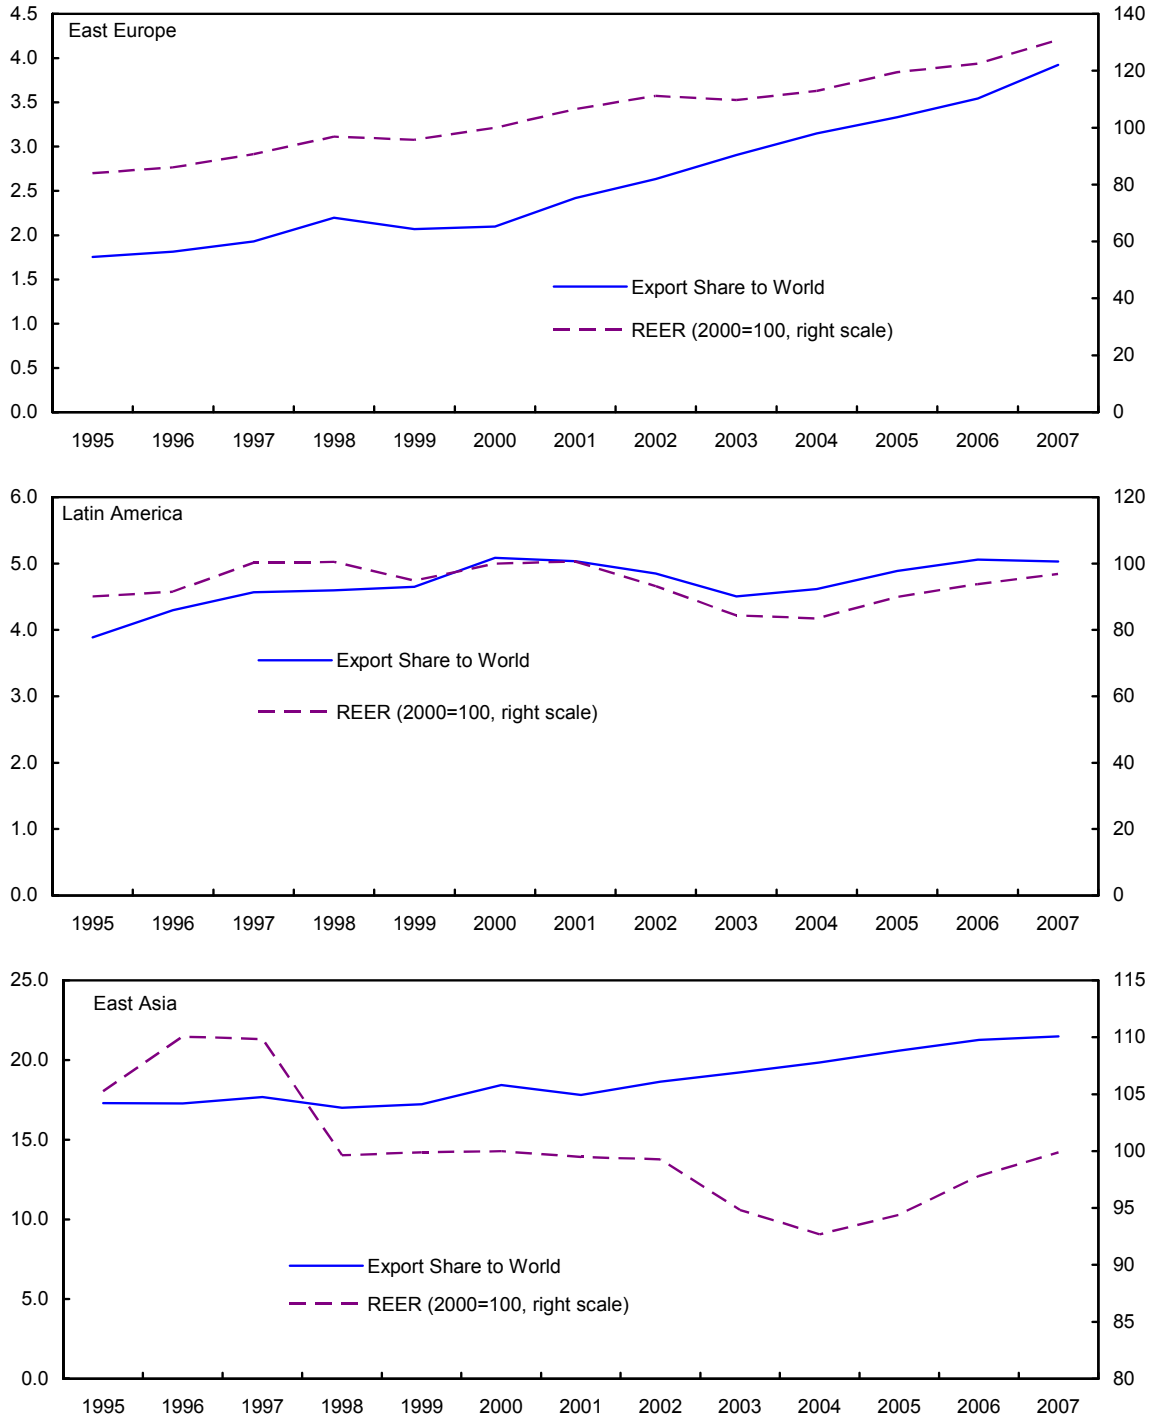 East Europe
4.5 140
4.0 120
3.5 100
3.0 80
2.5 60
2.0 40
1.5 20
1.0 0
0.5
0.0
Export Share to World
REER (2000=100, right scale)
1995 1996 1997 1998 1999 2000 2001 2002 2003 2004 2005 2006 2007
Latin America
6.0 120
5.0 100
4.0 80
3.0 60
2.0 40
1.0 20
0.0 0
Export Share to World
REER (2000=100, right scale)
1995 1996 1997 1998 1999 2000 2001 2002 2003 2004 2005 2006 2007
East Asia
25.0 115
20.0 110
15.0 105
10.0 100
5.0 95
0.0 90
85
80
Export Share to World
REER (2000=100, right scale)
1995 1996 1997 1998 1999 2000 2001 2002 2003 2004 2005 2006 2007